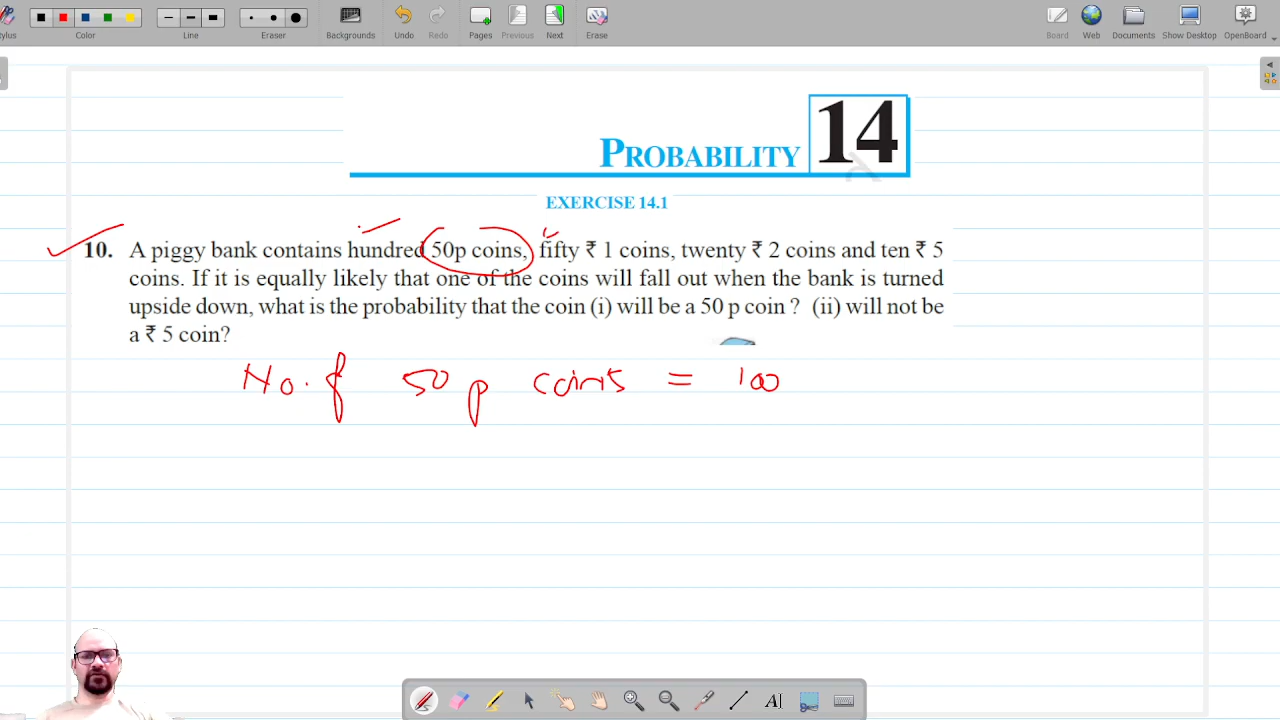 Stylus Color Line Eraser Backgrounds Undo Redo Pages Previous Next Erase Board Web Documents Show Desktop OpenBoard
PROBABILITY 14
EXERCISE 14.1
10. A piggy bank contains hundred 50p coins, fifty ₹ 1 coins, twenty ₹ 2 coins and ten ₹ 5
coins. If it is equally likely that one of the coins will fall out when the bank is turned
upside down, what is the probability that the coin (i) will be a 50 p coin ? (ii) will not be
a ₹ 5 coin?
No. of 50 p coins = 100